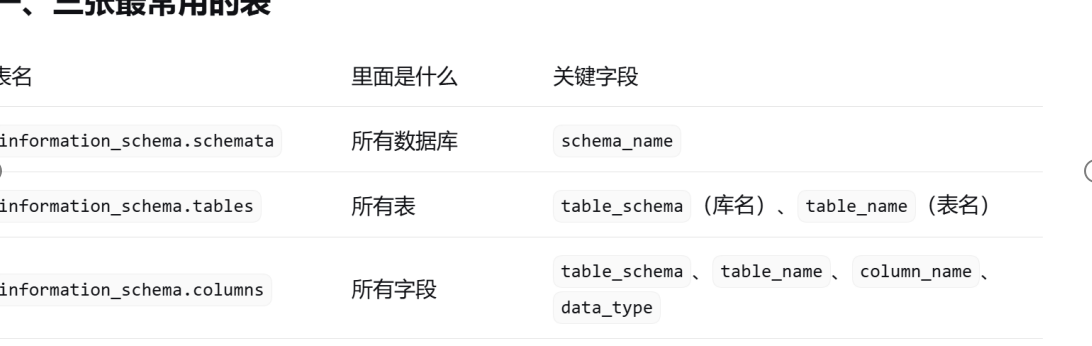 一、三张最常用的表
表名 里面是什么 关键字段
information_schema.schemata 所有数据库 schema_name
information_schema.tables 所有表 table_schema（库名）、table_name（表名）
information_schema.columns 所有字段 table_schema、table_name、column_name、
data_type